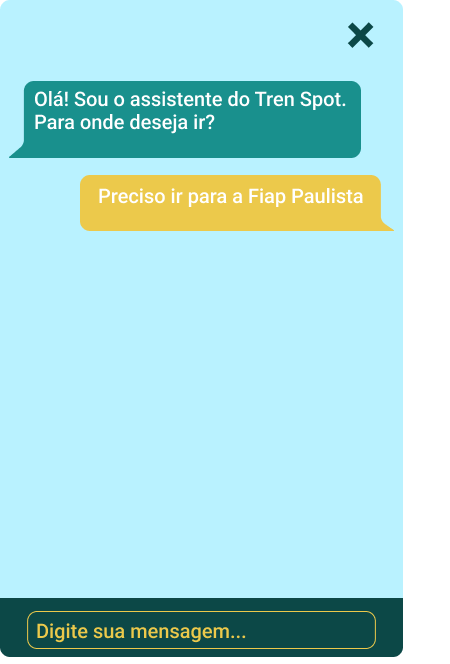 Olá! Sou o assistente do Tren Spot.
Para onde deseja ir?
Preciso ir para a Fiap Paulista
Digite sua mensagem...